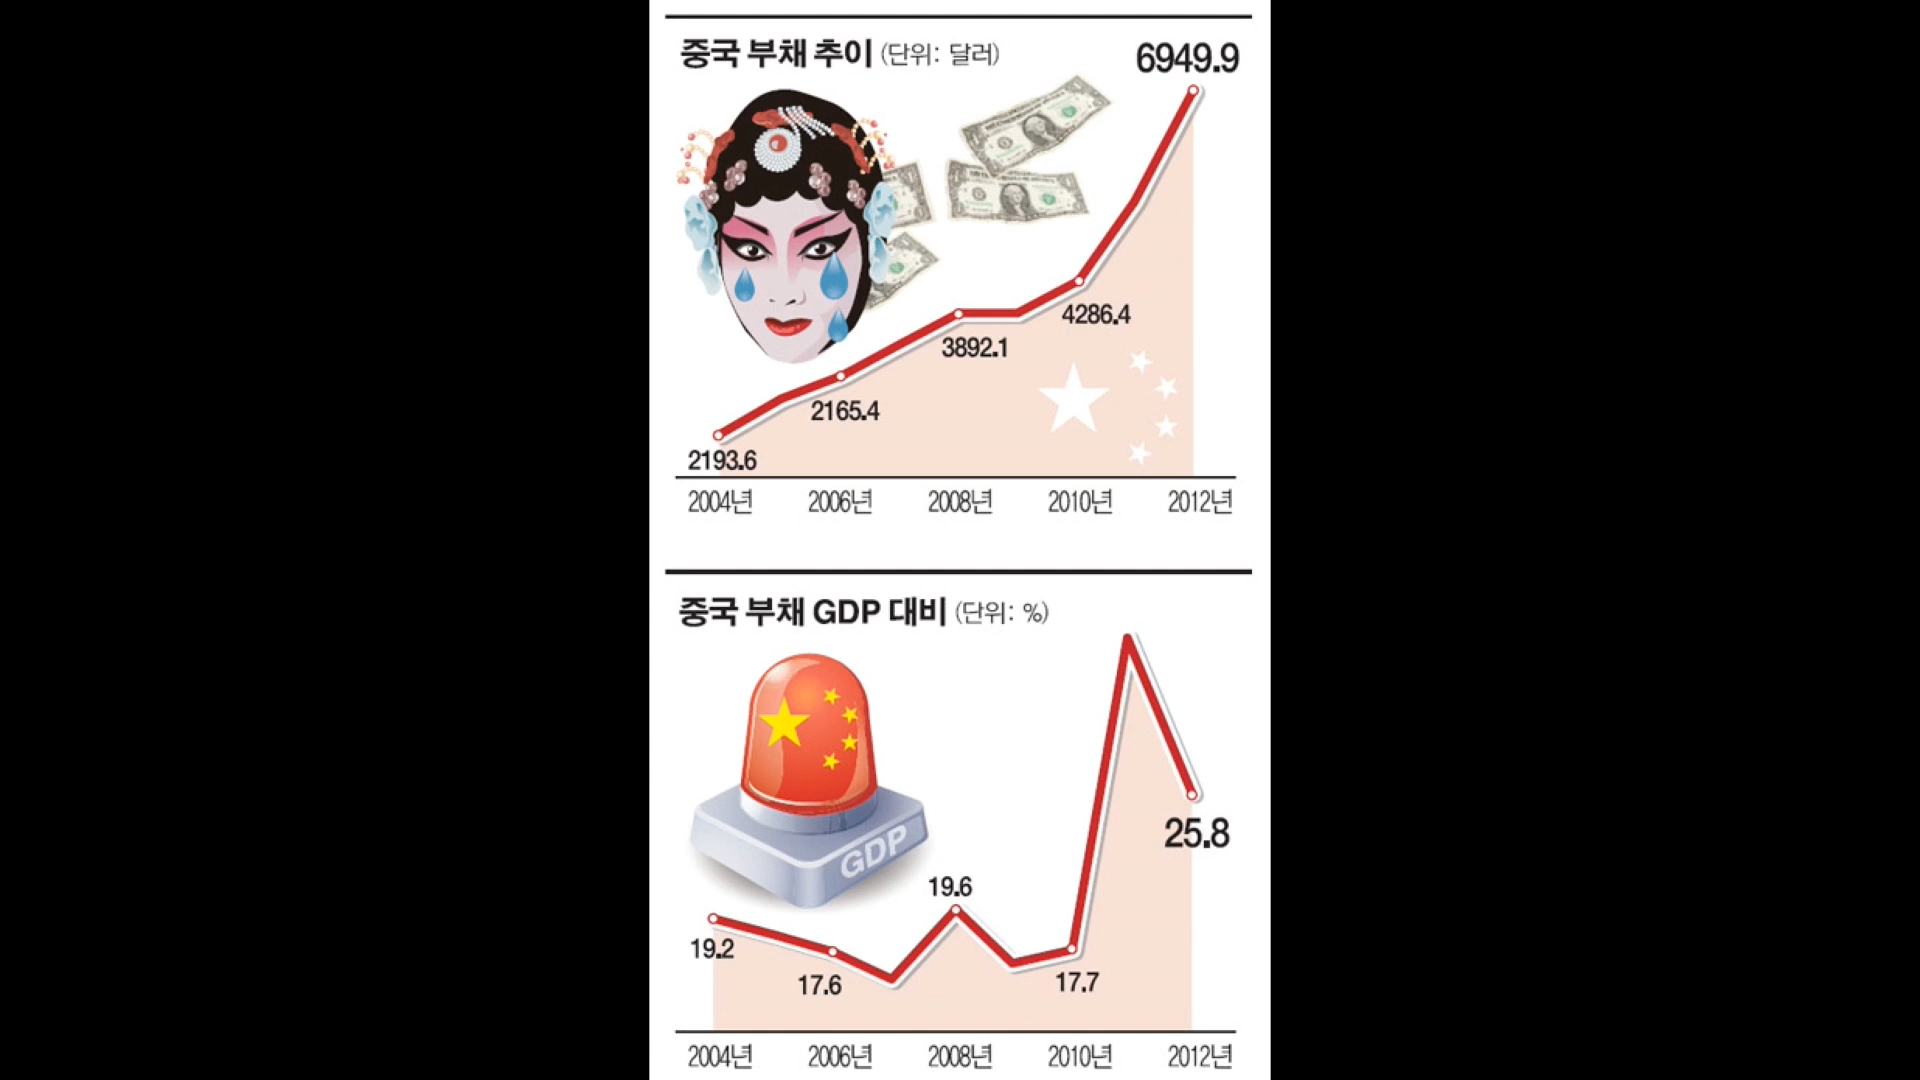 중국 부채 추이 (단위: 달러)
6949.9
4286.4
3892.1
2165.4
2193.6
2004년 2006년 2008년 2010년 2012년
중국 부채 GDP 대비 (단위: %)
GDP
25.8
19.6
19.2
17.6
17.7
2004년 2006년 2008년 2010년 2012년